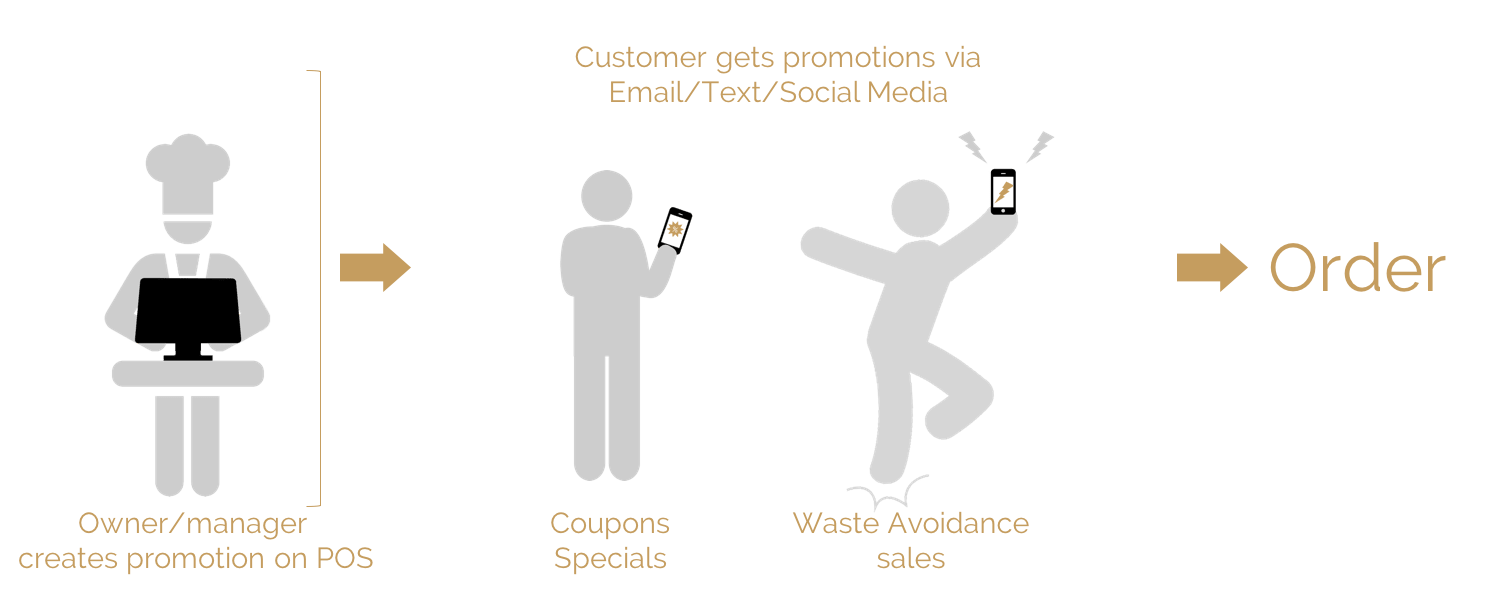 Customer gets promotions via
Email/Text/Social Media
Order
Owner/manager
creates promotion on POS
Coupons
Specials
Waste Avoidance
sales